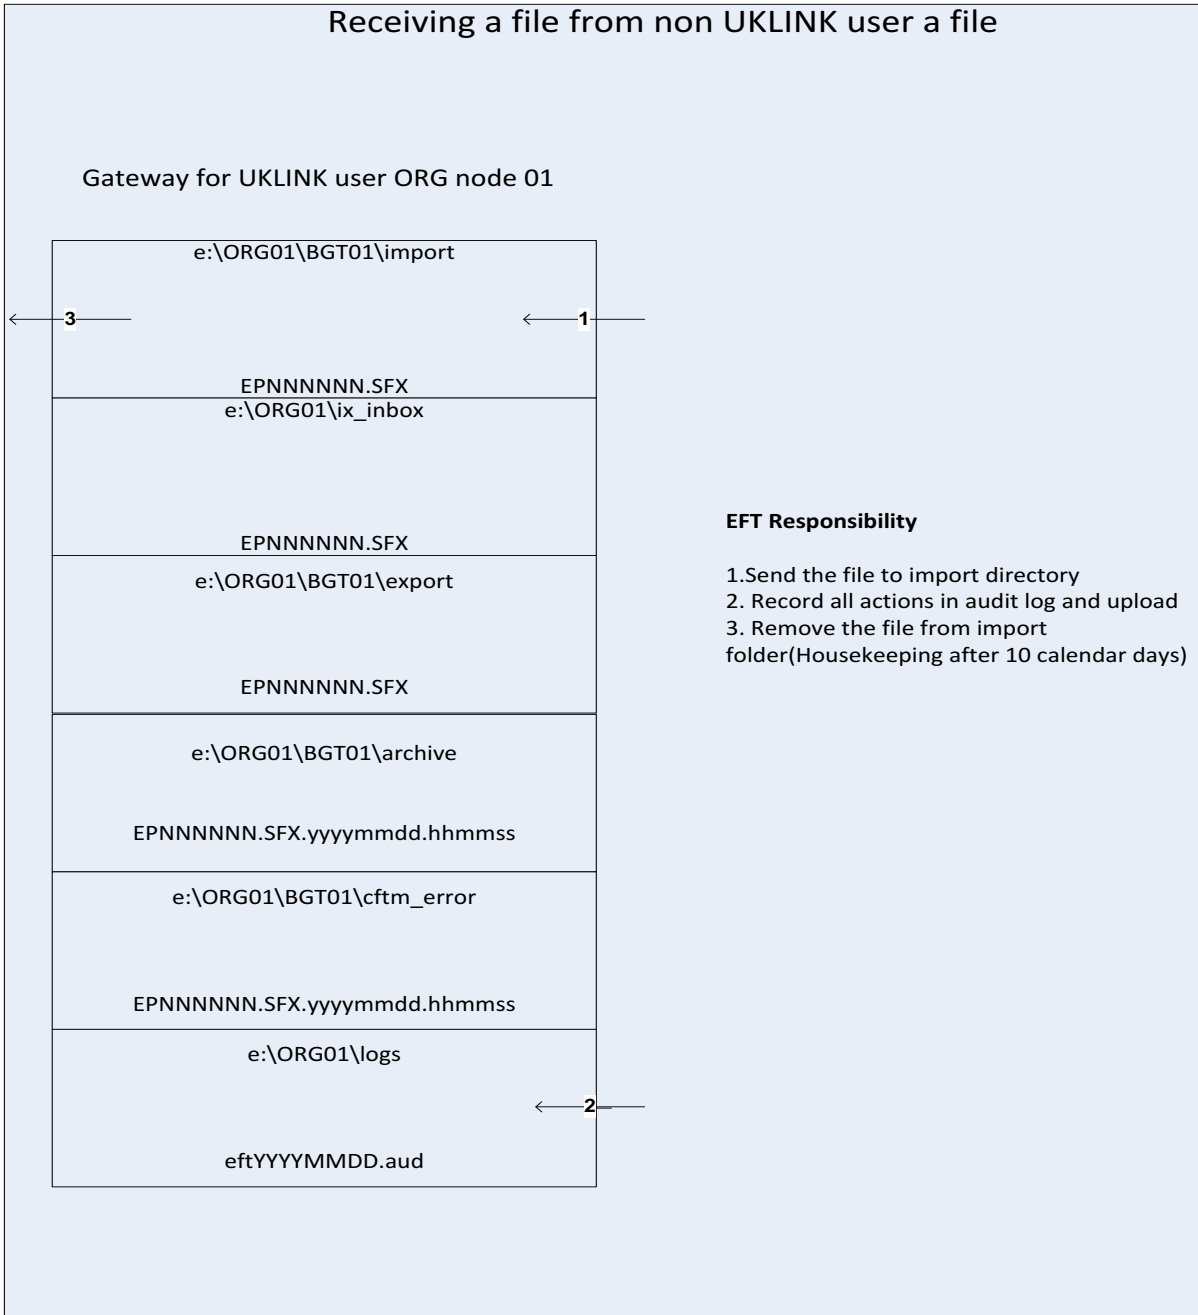 Receiving a file from non UKLINK user a file
Gateway for UKLINK user ORG node 01
e:\ORG01\BGT01\import
3
1
EPNNNNNN.SFX
e:\ORG01\ix_inbox
EPNNNNNN.SFX
e:\ORG01\BGT01\export
EPNNNNNN.SFX
e:\ORG01\BGT01\archive
EPNNNNNN.SFX.yyyymmdd.hhmmss
e:\ORG01\BGT01\cftm_error
EPNNNNNN.SFX.yyyymmdd.hhmmss
e:\ORG01\logs
2
eftYYYYMMDD.aud
EFT Responsibility
1.Send the file to import directory
2. Record all actions in audit log and upload
3. Remove the file from import
folder(Housekeeping after 10 calendar days)